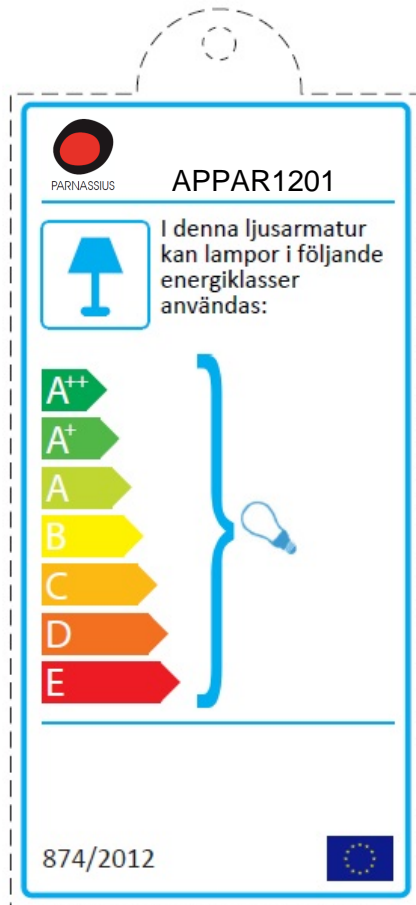 PARNASSIUS
APPAR1201
I denna ljusarmatur
kan lampor i följande
energiklasser
användas:
A++
A+
A
B
C
D
E
874/2012